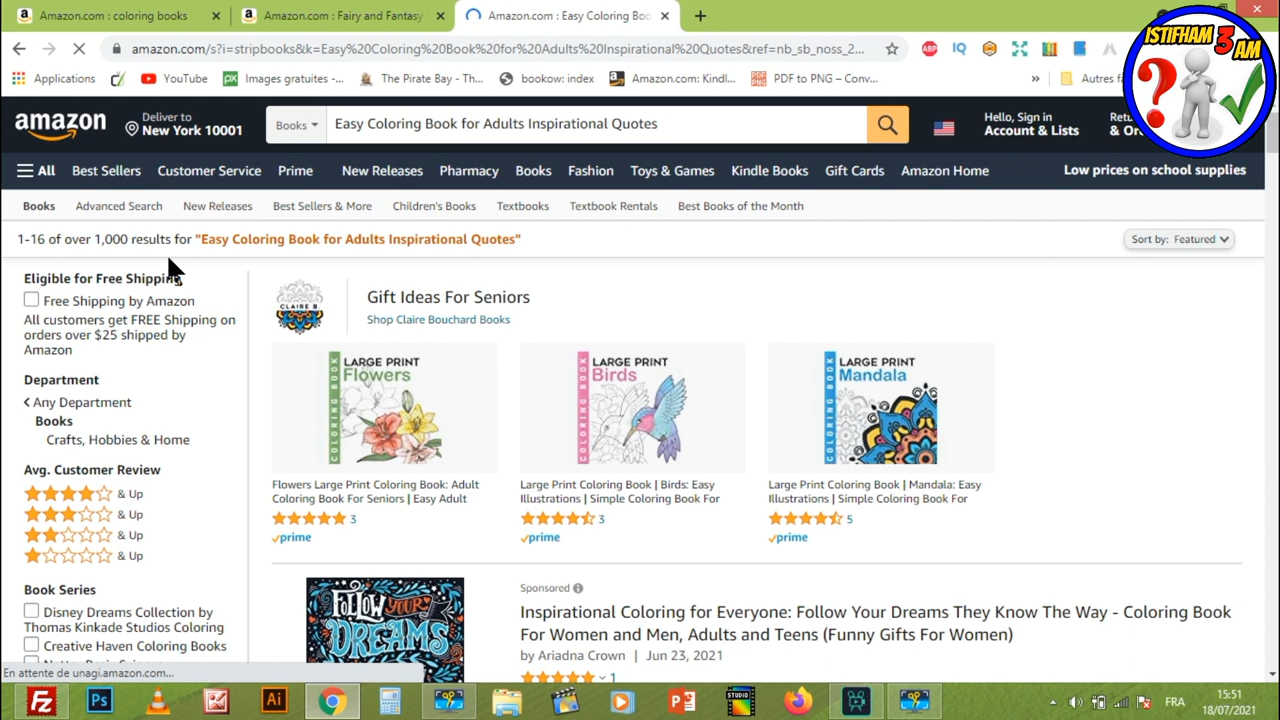 Amazon.com : coloring books
Amazon.com : Fairy and Fantasy
Amazon.com : Easy Coloring Boo
amazon.com/s?i=stripbooks&k=Easy%20Coloring%20Book%20for%20Adults%20Inspirational%20Quotes&ref=nb_sb_noss_2...
Applications
YouTube
Images gratuites -...
The Pirate Bay - Th...
bookow: index
Amazon.com: Kindl...
PDF to PNG – Conv...
»
Autres f
ISTIFHAM 3 AM
amazon
Deliver to
New York 10001
Books
Easy Coloring Book for Adults Inspirational Quotes
Hello, Sign in
Account & Lists
Retu
& Or
All
Best Sellers
Customer Service
Prime
New Releases
Pharmacy
Books
Fashion
Toys & Games
Kindle Books
Gift Cards
Amazon Home
Low prices on school supplies
Books
Advanced Search
New Releases
Best Sellers & More
Children's Books
Textbooks
Textbook Rentals
Best Books of the Month
1-16 of over 1,000 results for "Easy Coloring Book for Adults Inspirational Quotes"
Sort by: Featured
Eligible for Free Shipping
Free Shipping by Amazon
All customers get FREE Shipping on
orders over $25 shipped by
Amazon
Department
Any Department
Books
Crafts, Hobbies & Home
Avg. Customer Review
& Up
& Up
& Up
& Up
Book Series
Disney Dreams Collection by
Thomas Kinkade Studios Coloring
Creative Haven Coloring Books
CLAIRE B.
Gift Ideas For Seniors
Shop Claire Bouchard Books
COLORING BOOK
LARGE PRINT
Flowers
COLORING BOOK
LARGE PRINT
Birds
COLORING BOOK
LARGE PRINT
Mandala
Flowers Large Print Coloring Book: Adult
Coloring Book For Seniors | Easy Adult
3
prime
Large Print Coloring Book | Birds: Easy
Illustrations | Simple Coloring Book For
3
prime
Large Print Coloring Book | Mandala: Easy
Illustrations | Simple Coloring Book For
5
prime
FOLLOW YOUR
DREAMS
Sponsored
Inspirational Coloring for Everyone: Follow Your Dreams They Know The Way - Coloring Book
For Women and Men, Adults and Teens (Funny Gifts For Women)
by Ariadna Crown | Jun 23, 2021
1
En attente de unagi.amazon.com...
Fz
Ps
Ai
STUDIO
FRA
15:51
18/07/2021